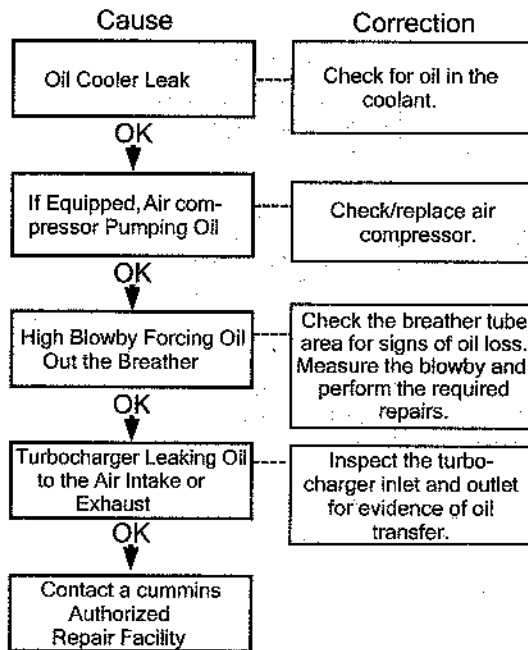 Cause
Correction
Oil Cooler Leak
Check for oil in the
coolant.
OK
If Equipped, Air com-
pressor Pumping Oil
Check/replace air
compressor.
OK
High Blowby Forcing Oil
Out the Breather
Check the breather tube
area for signs of oil loss.
Measure the blowby and
perform the required
repairs.
OK
Turbocharger Leaking Oil
to the Air Intake or
Exhaust
Inspect the turbo-
charger inlet and outlet
for evidence of oil
transfer.
OK
Contact a cummins
Authorized
Repair Facility